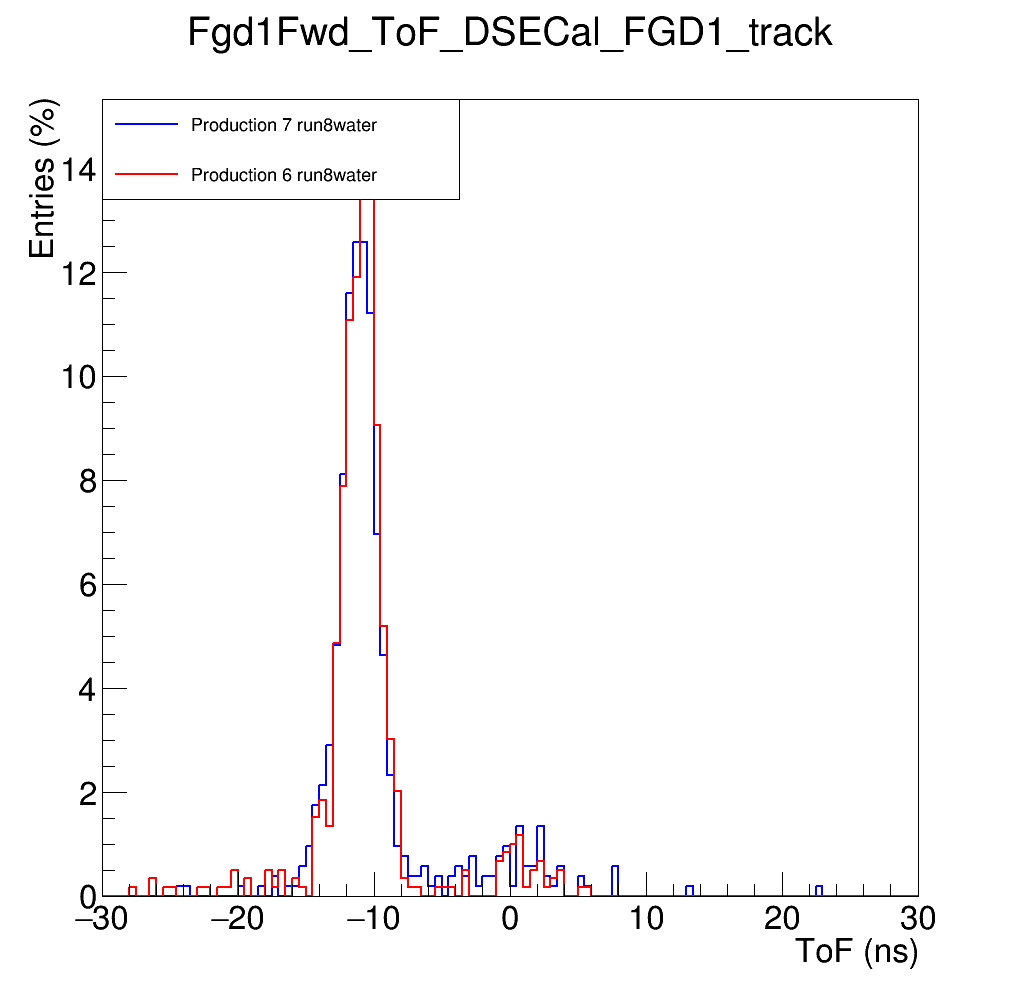 Fgd1Fwd_ToF_DSECal_FGD1_track
Entries (%)
Production 7 run8water
Production 6 run8water
14
12
10
8
6
4
2
0
−30 −20 −10 0 10 20 30
ToF (ns)